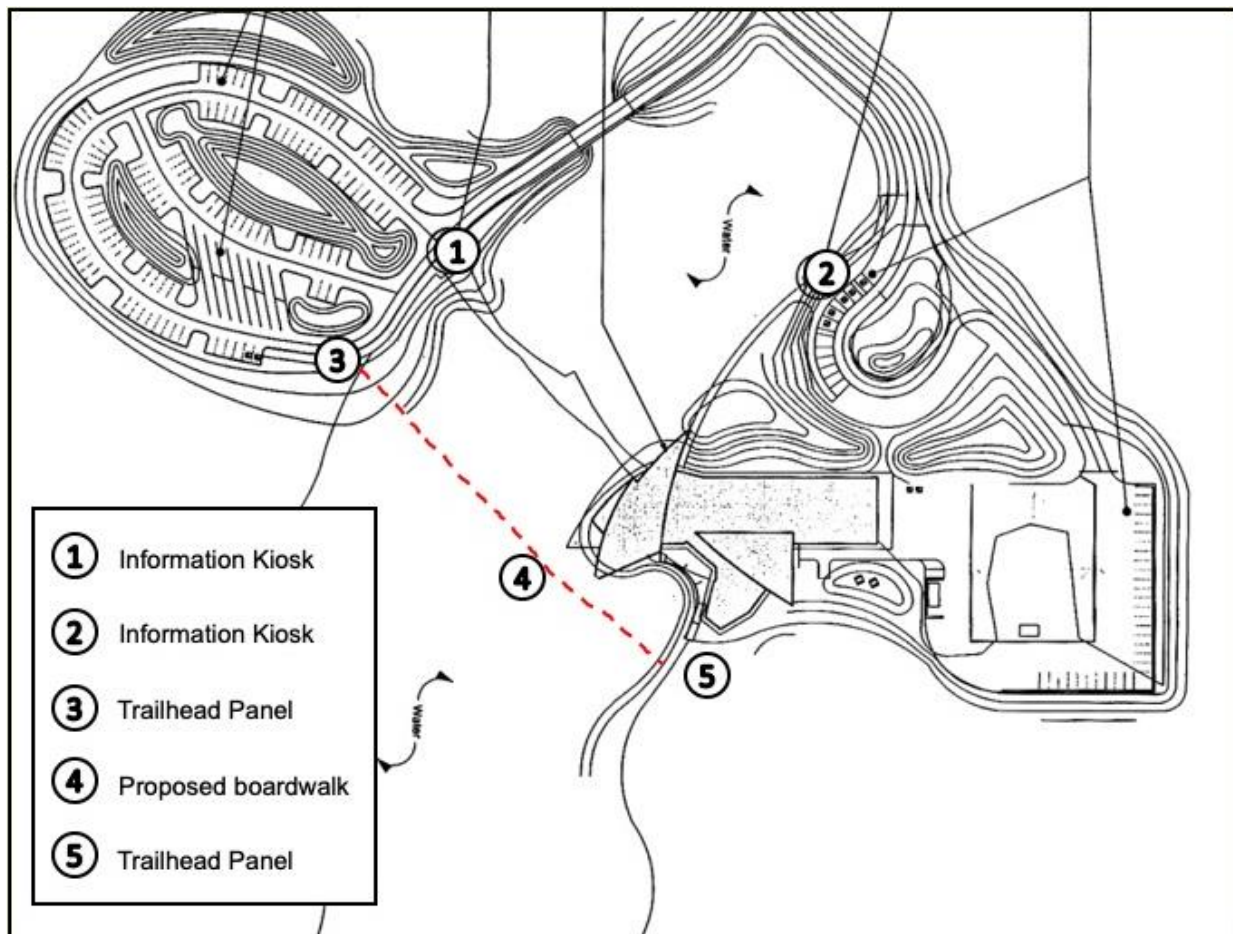 1
2
Water
3
4
5
Water
1 Information Kiosk
2 Information Kiosk
3 Trailhead Panel
4 Proposed boardwalk
5 Trailhead Panel